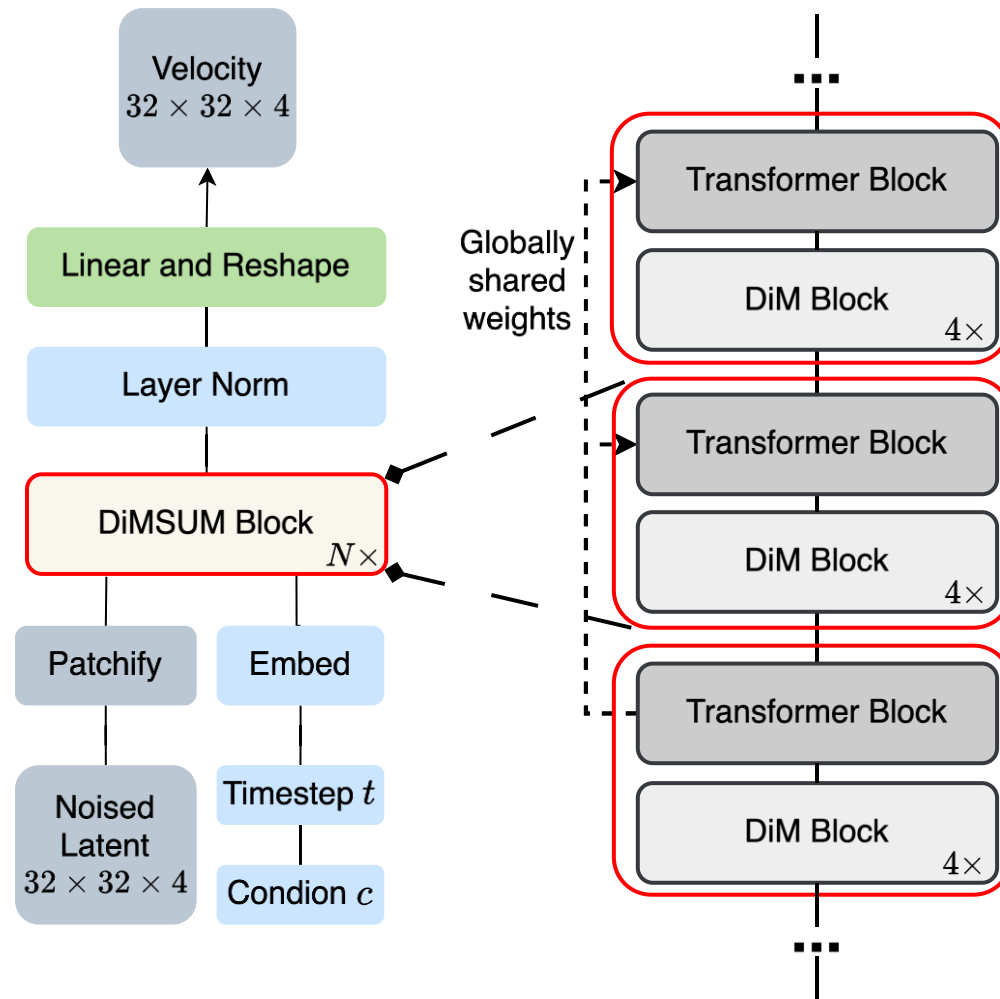 Velocity
32 × 32 × 4
Linear and Reshape
Layer Norm
DiMSUM Block
N×
Patchify
Embed
Noised
Latent
32 × 32 × 4
Timestep t
Condion c
...
Transformer Block
DiM Block
4×
Globally
shared
weights
Transformer Block
DiM Block
4×
Transformer Block
DiM Block
4×
...